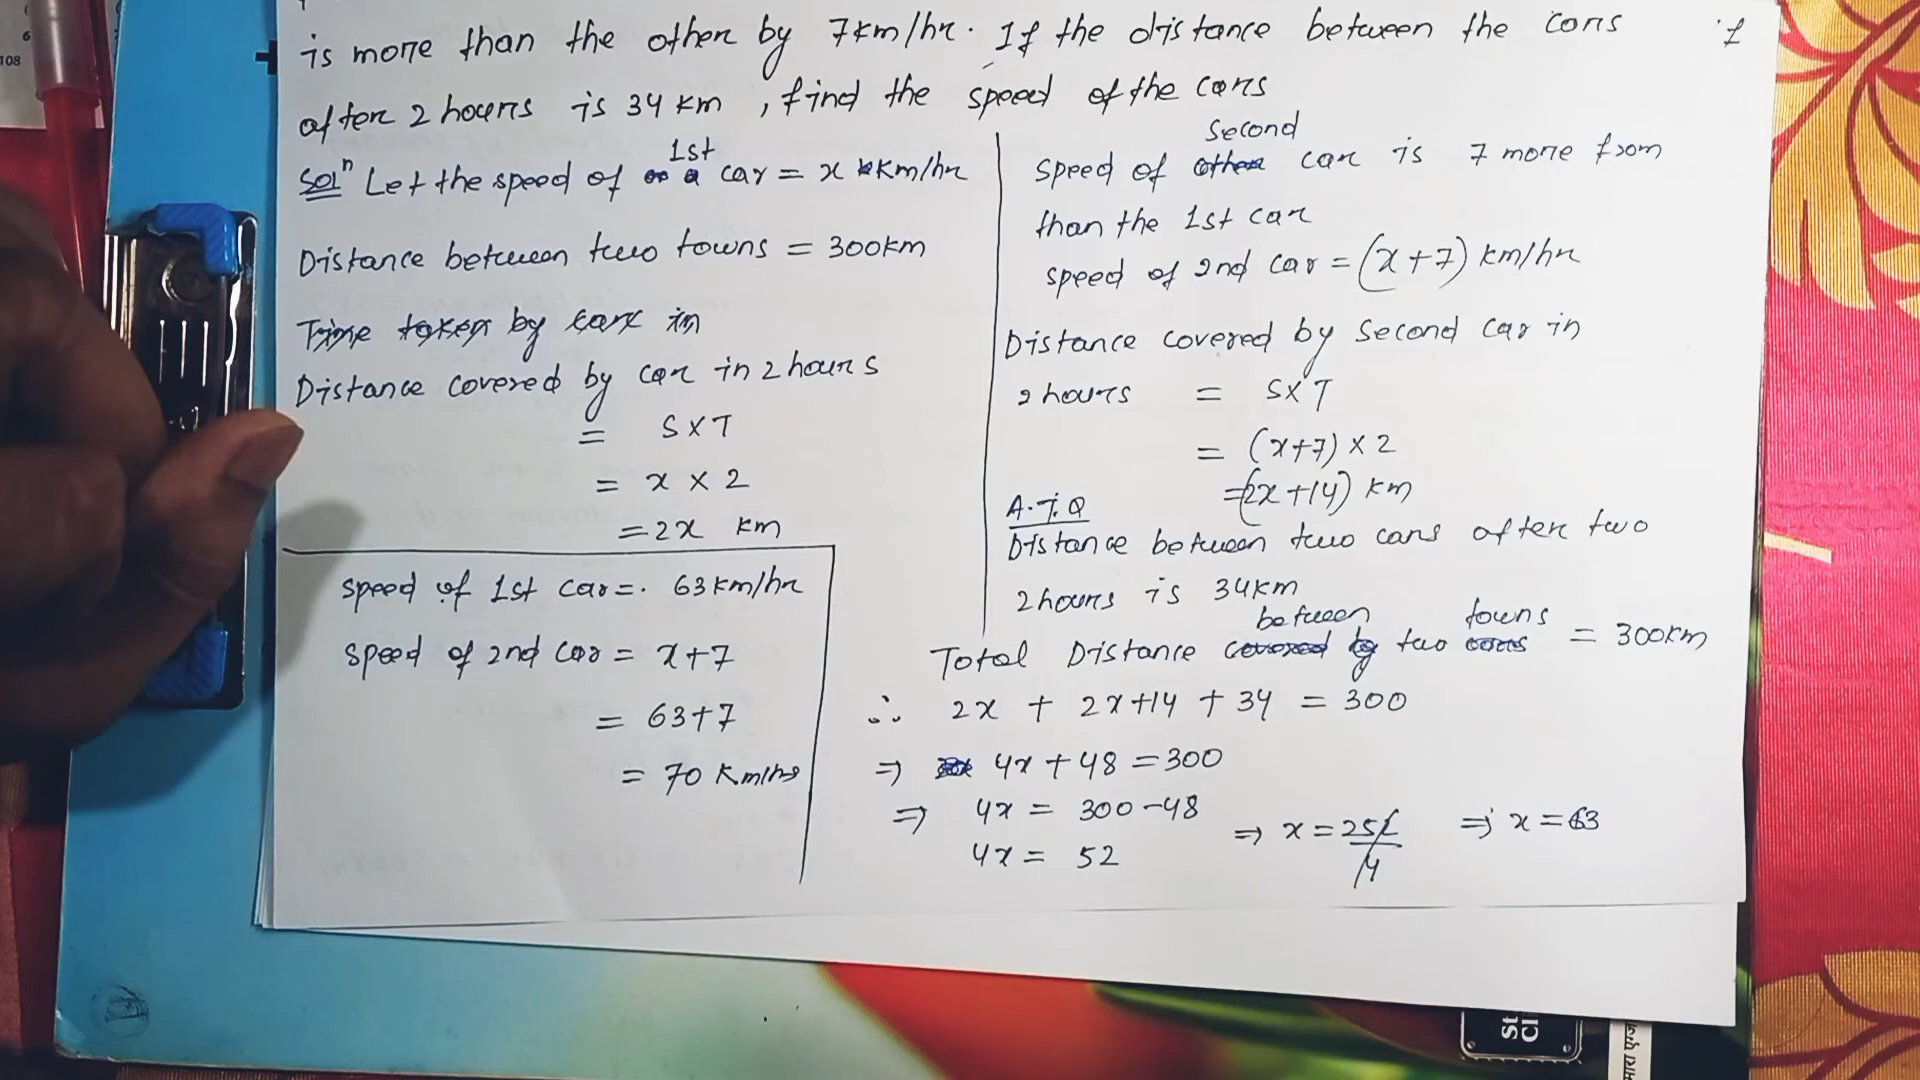 is more than the other by 7km/hr. If the distance between the cars
after 2 hours is 34 km , find the speed of the cars
Solⁿ Let the speed of 1st car = x km/hr
Distance between two towns = 300km
Time taken by car in
Distance covered by car in 2 hours
= S x T
= x x 2
= 2x km
speed of 1st car =. 63 km/hr
speed of 2nd car = x+7
= 63+7
= 70 Km/hr
speed of second car is 7 more from
than the 1st car
speed of 2nd car = (x+7) km/hr
Distance covered by second car in
2 hours = S x T
= (x+7) x 2
=(2x +14) km
A.T.Q
Distance between two cars after two
2 hours is 34km
Total Distance between two towns = 300km
∴ 2x + 2x+14 + 34 = 300
⇒ 4x + 48 = 300
⇒ 4x = 300-48
4x = 52
⇒ x = 252/4 ⇒ x = 63
108
6
St
Cl